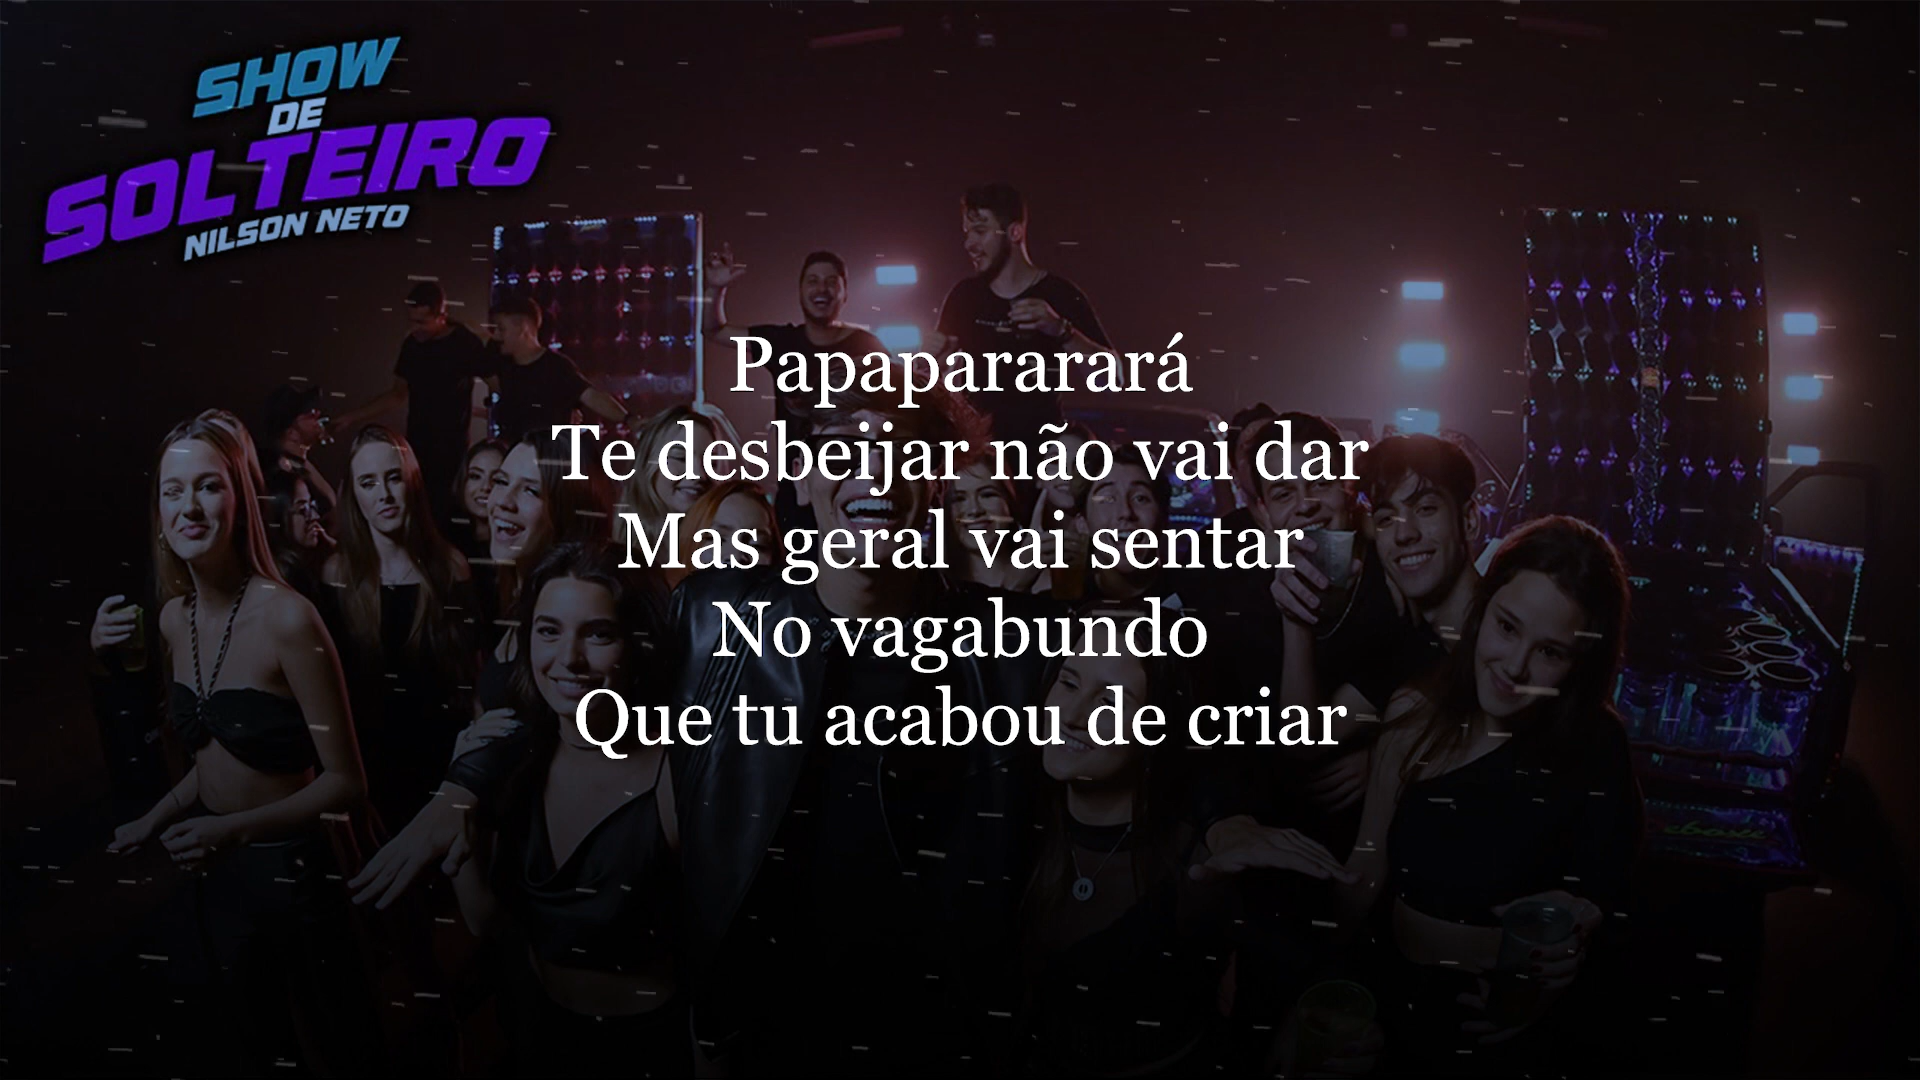 SHOW
DE
SOLTEIRO
NILSON NETO
Papapararará
Te desbeijar não vai dar
Mas geral vai sentar
No vagabundo
Que tu acabou de criar